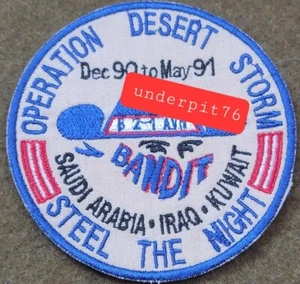 OPERATION DESERT STORM
Dec 90 to May 91
underpit76
BANDIT
SAUDI ARABIA • IRAQ • KUWAIT
STEEL THE NIGHT